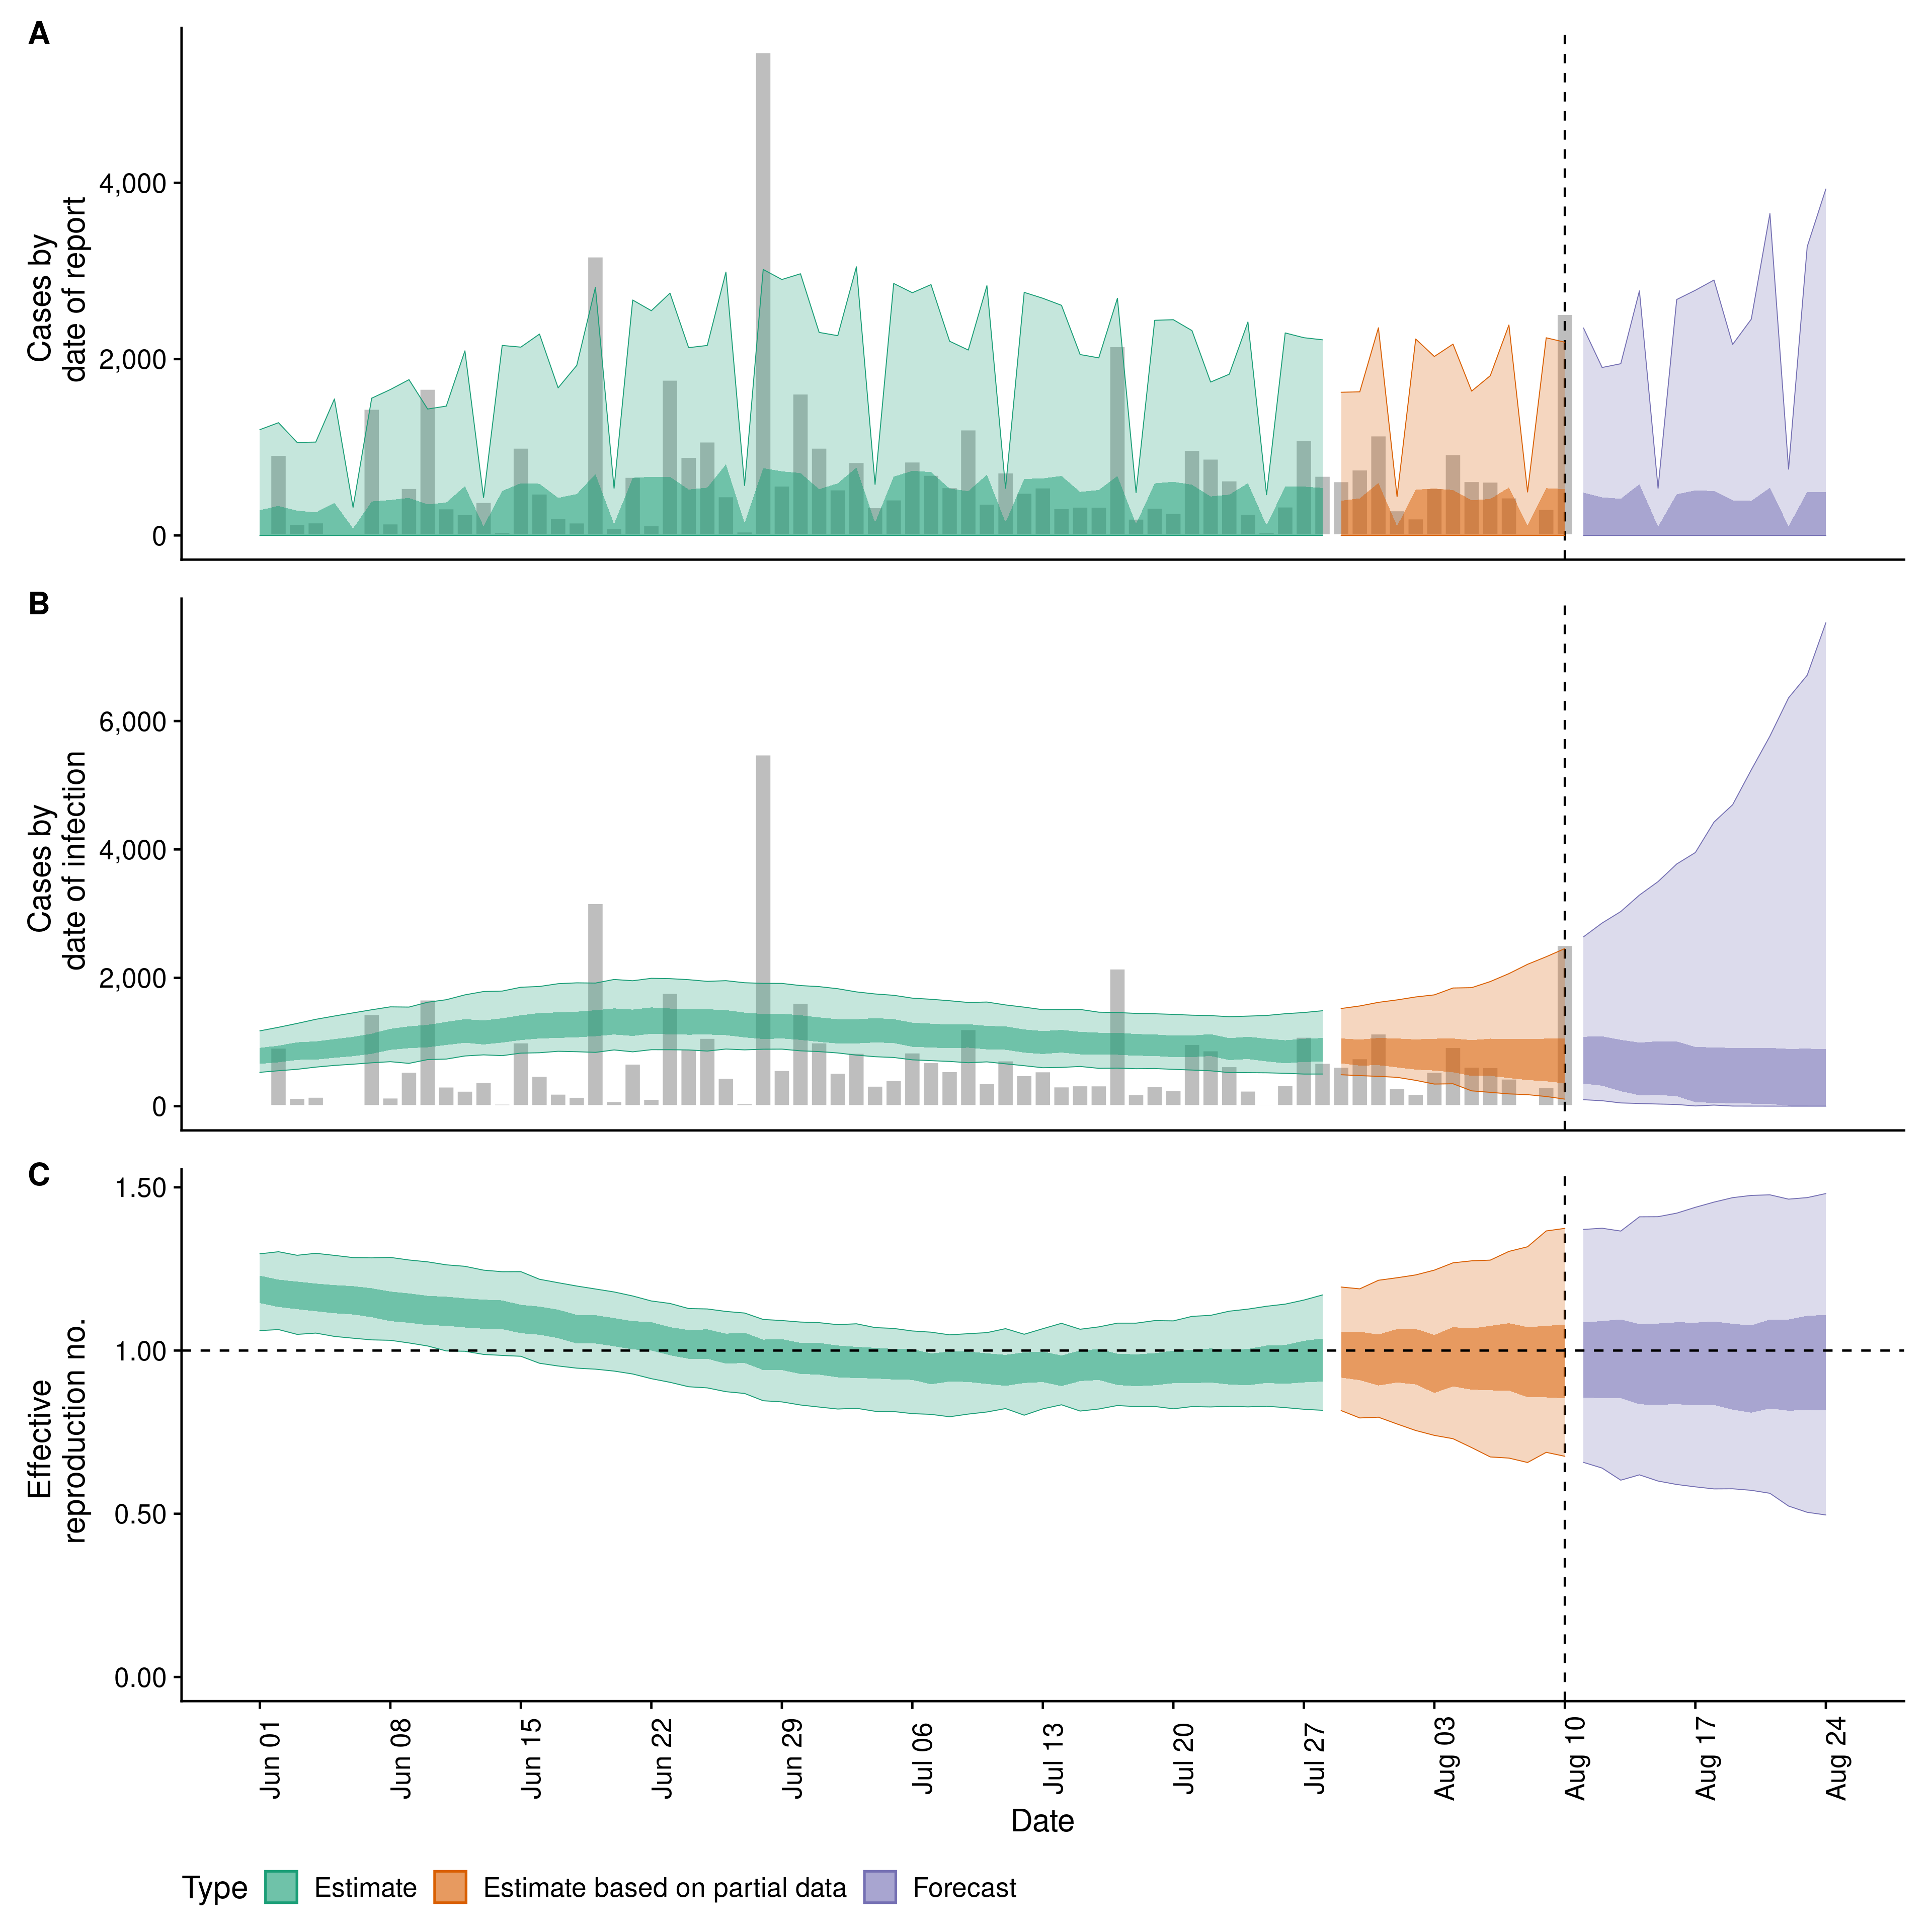 A
Cases by
date of report
4,000
2,000
0
B
Cases by
date of infection
6,000
4,000
2,000
0
C
Effective
reproduction no.
1.50
1.00
0.50
0.00
Jun 01
Jun 08
Jun 15
Jun 22
Jun 29
Jul 06
Jul 13
Jul 20
Jul 27
Aug 03
Aug 10
Aug 17
Aug 24
Date
Type
Estimate
Estimate based on partial data
Forecast